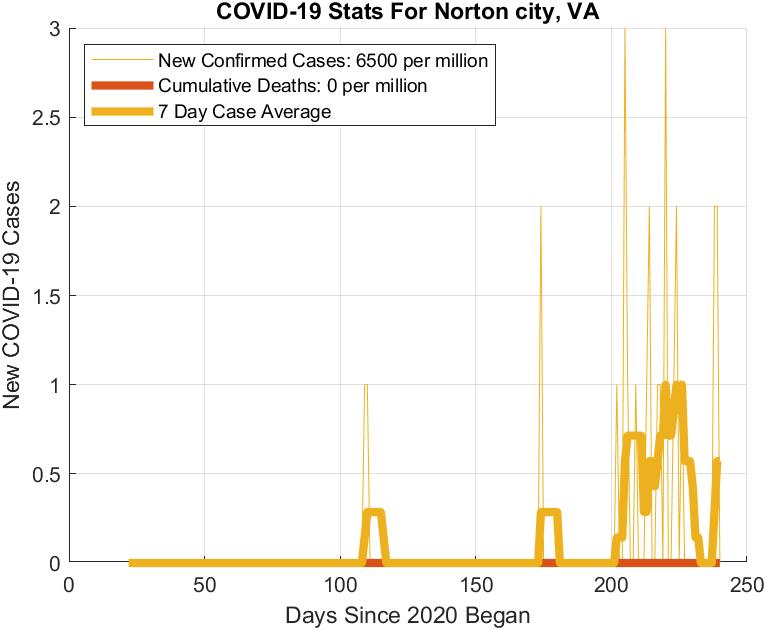 COVID-19 Stats For Norton city, VA
New Confirmed Cases: 6500 per million
Cumulative Deaths: 0 per million
7 Day Case Average
New COVID-19 Cases
3
2.5
2
1.5
1
0.5
0
0 50 100 150 200 250
Days Since 2020 Began